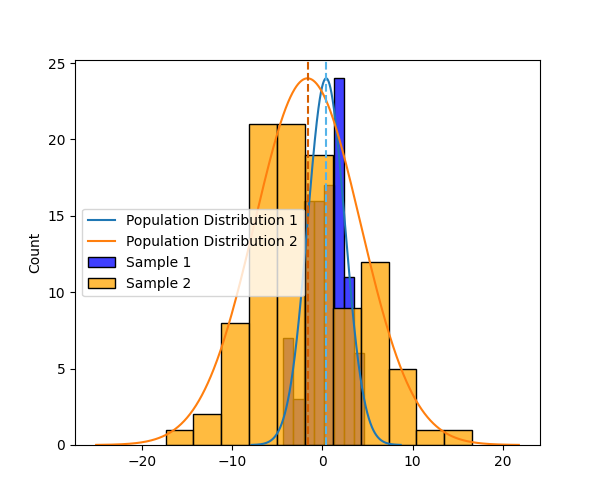 25
20
15
10
5
0
Count
Population Distribution 1
Population Distribution 2
Sample 1
Sample 2
−20
−10
0
10
20